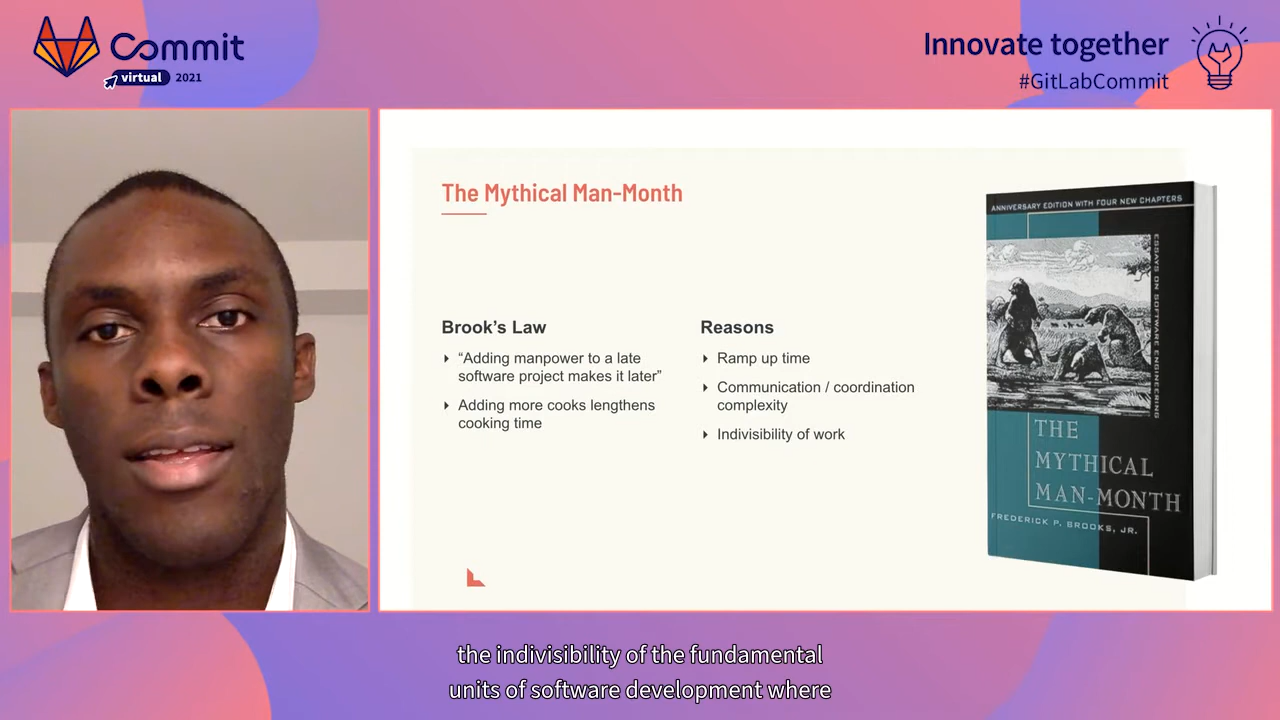 Commit
virtual 2021
Innovate together
#GitLabCommit
The Mythical Man-Month
Brook's Law
“Adding manpower to a late
software project makes it later”
Adding more cooks lengthens
cooking time
Reasons
Ramp up time
Communication / coordination
complexity
Indivisibility of work
ANNIVERSARY EDITION WITH FOUR NEW CHAPTERS
ESSAYS ON SOFTWARE ENGINEERING
THE
MYTHICAL
MAN-MONTH
FREDERICK P. BROOKS, JR.
the indivisibility of the fundamental
units of software development where